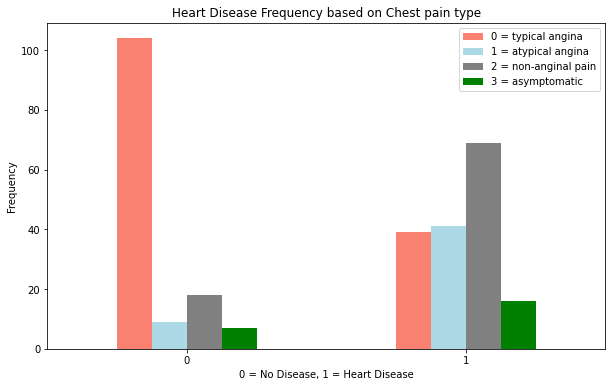 Heart Disease Frequency based on Chest pain type
0 = typical angina
1 = atypical angina
2 = non-anginal pain
3 = asymptomatic
Frequency
100
80
60
40
20
0
0 1
0 = No Disease, 1 = Heart Disease